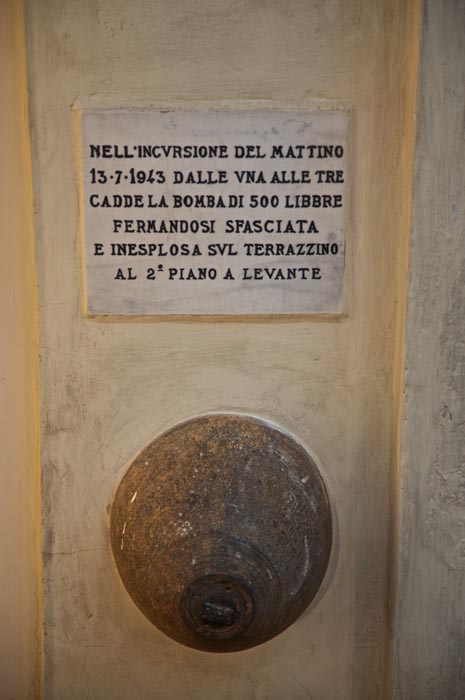 NELL'INCVRSIONE DEL MATTINO
13·7·1943 DALLE VNA ALLE TRE
CADDE LA BOMBA DI 500 LIBBRE
FERMANDOSI SFASCIATA
E INESPLOSA SVL TERRAZZINO
AL 2º PIANO A LEVANTE